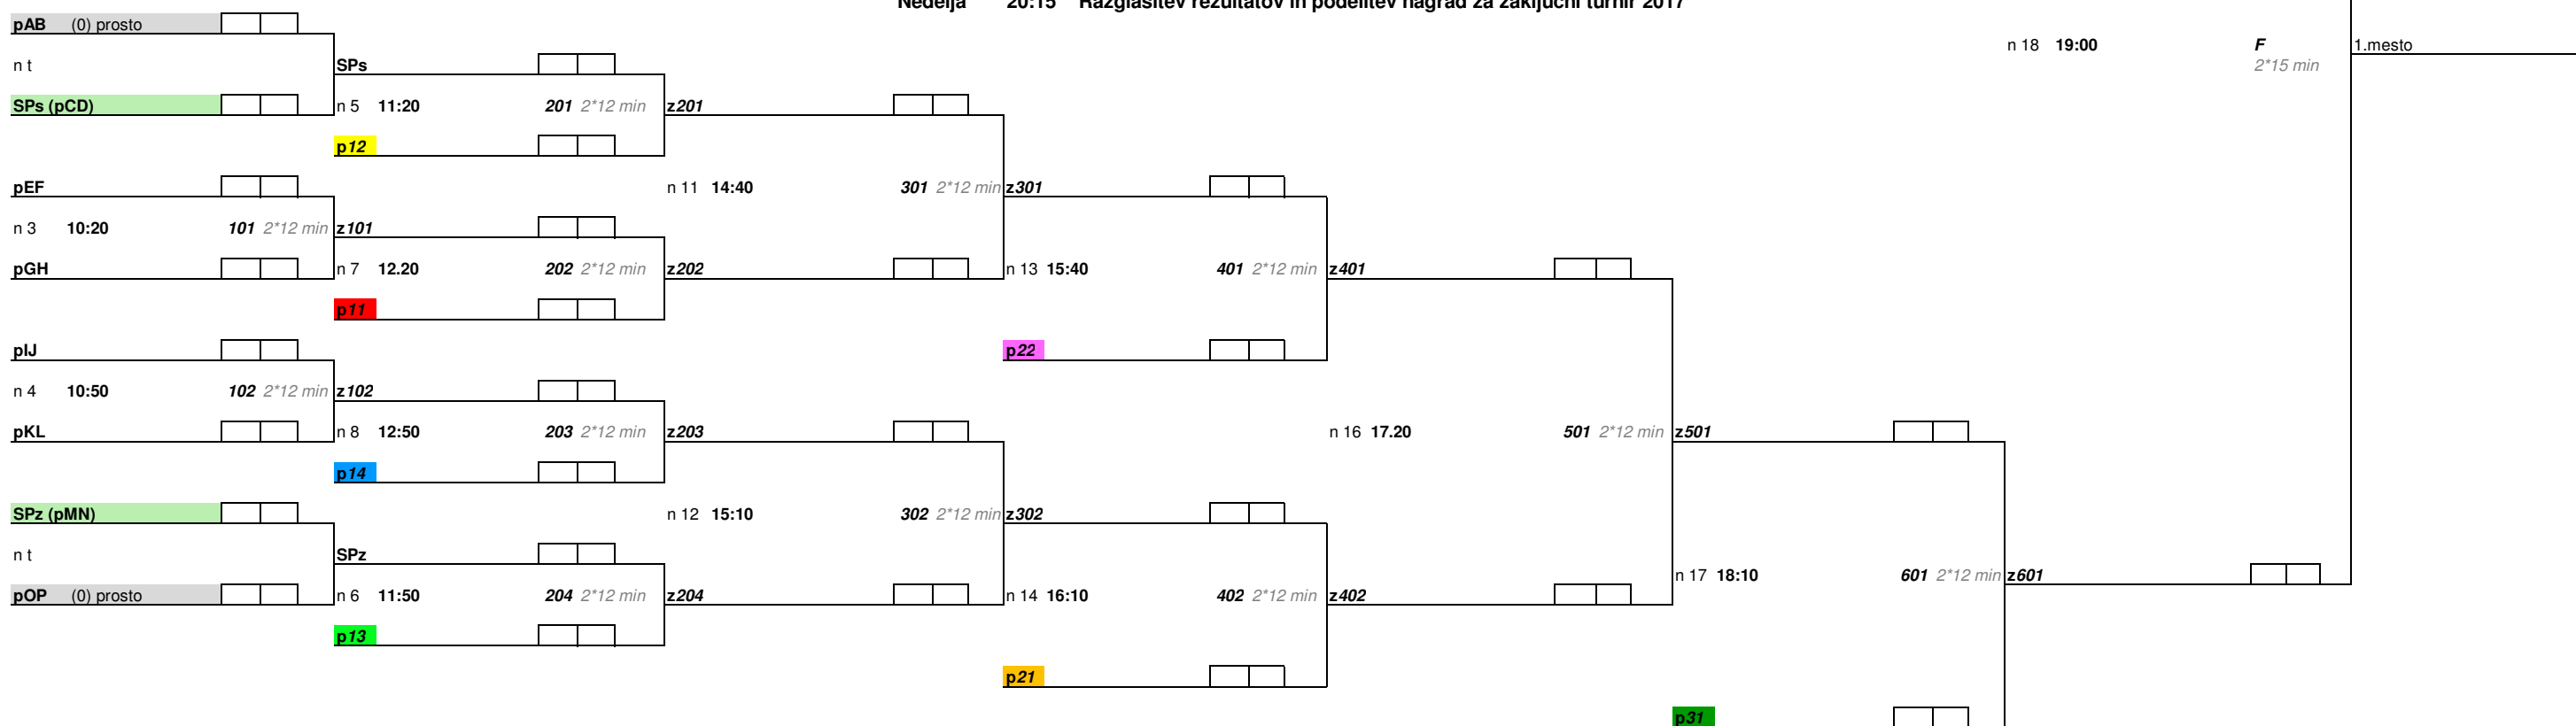 Nedelja 20:15 Razglasitev rezultatov in podelitev nagrad za zaključni turnir 2017
pAB (0) prosto
n 18 19:00 F 1.mesto
n t SPs 2*15 min
SPs (pCD) n 5 11:20 201 2*12 min z201
p12
pEF n 11 14:40 301 2*12 min z301
n 3 10:20 101 2*12 min z101
pGH n 7 12.20 202 2*12 min z202 n 13 15:40 401 2*12 min z401
p11
pIJ p22
n 4 10:50 102 2*12 min z102
pKL n 8 12:50 203 2*12 min z203 n 16 17.20 501 2*12 min z501
p14
SPz (pMN) n 12 15:10 302 2*12 min z302
n t SPz
n 17 18:10 601 2*12 min z601
pOP (0) prosto n 6 11:50 204 2*12 min z204 n 14 16:10 402 2*12 min z402
p13
p21
p31